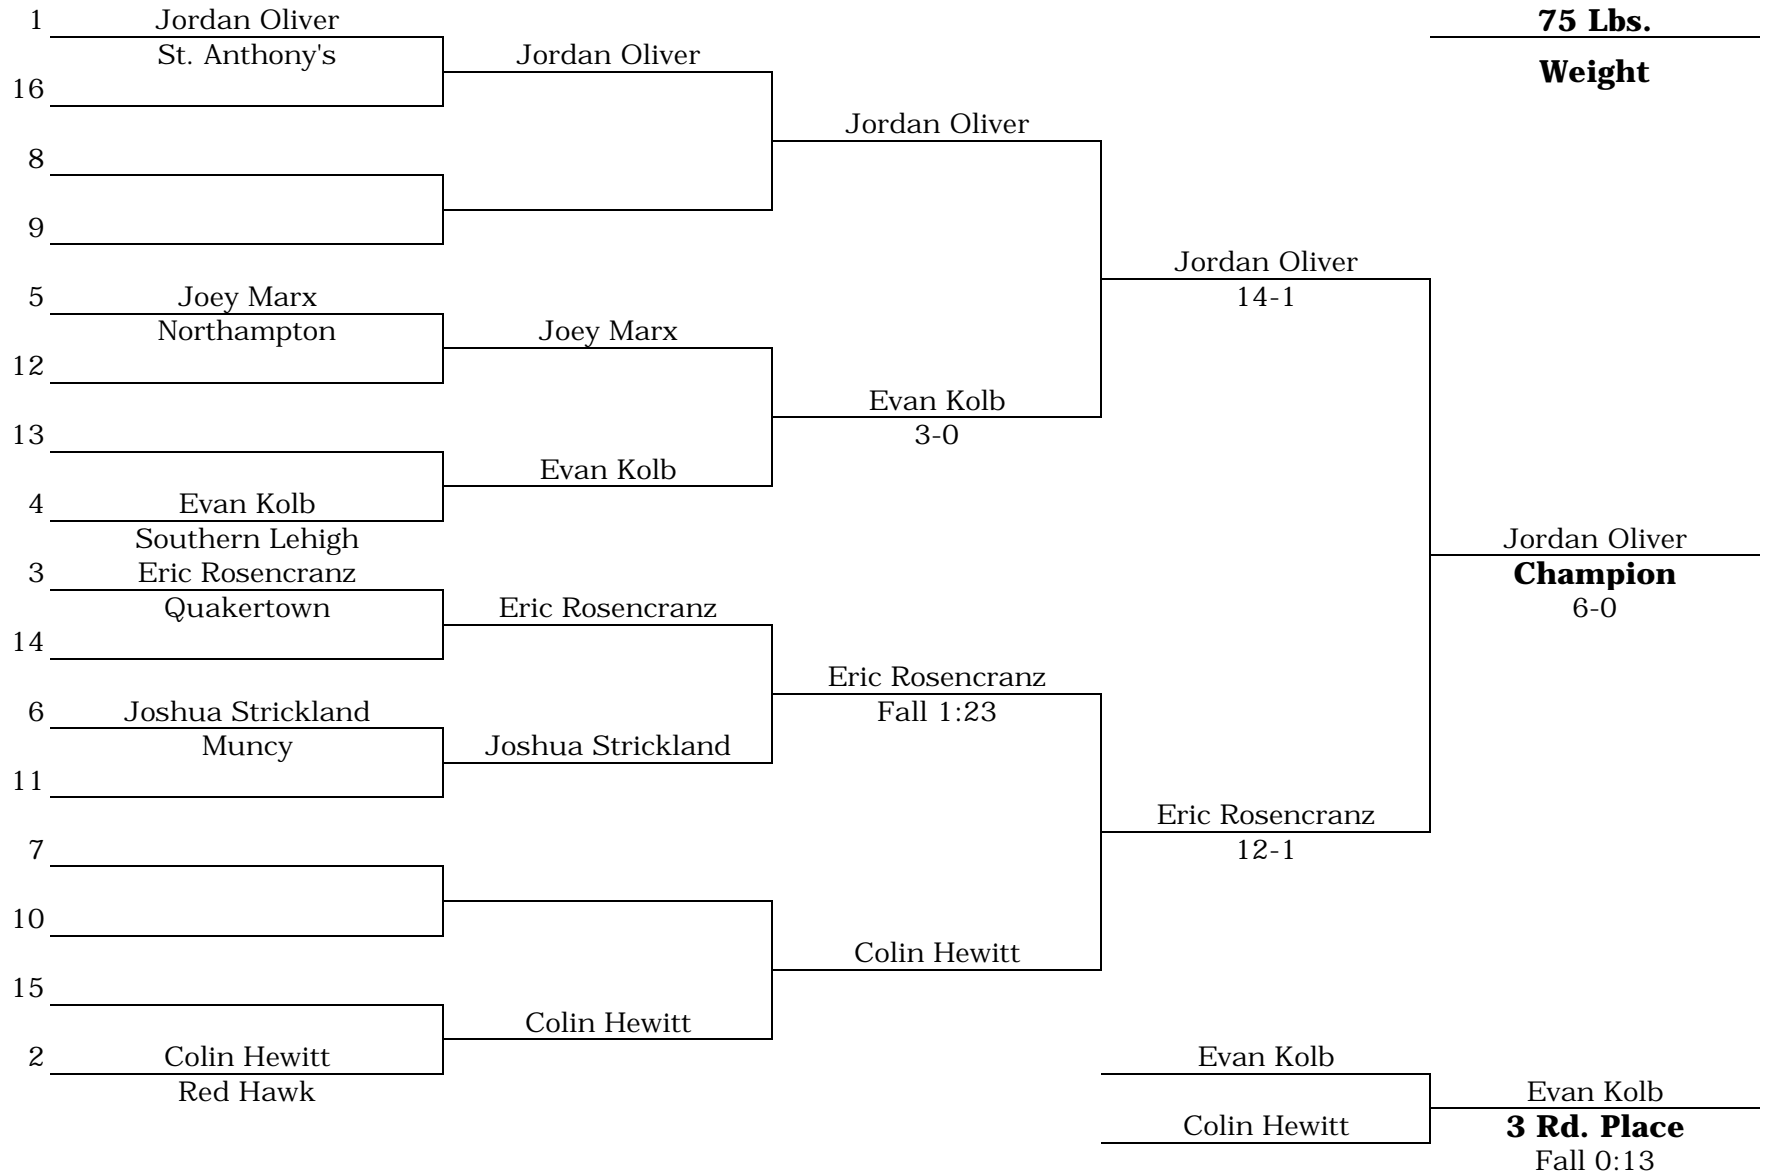 1 Jordan Oliver
St. Anthony's
16
8
9
5 Joey Marx
Northampton
12
13
4 Evan Kolb
Southern Lehigh
3 Eric Rosencranz
Quakertown
14
6 Joshua Strickland
Muncy
11
7
10
15
2 Colin Hewitt
Red Hawk
Jordan Oliver
Joey Marx
Evan Kolb
Eric Rosencranz
Joshua Strickland
Colin Hewitt
Jordan Oliver
Evan Kolb
3-0
Eric Rosencranz
Fall 1:23
Colin Hewitt
Jordan Oliver
14-1
Eric Rosencranz
12-1
Evan Kolb
Colin Hewitt
75 Lbs.
Weight
Jordan Oliver
Champion
6-0
Evan Kolb
3 Rd. Place
Fall 0:13